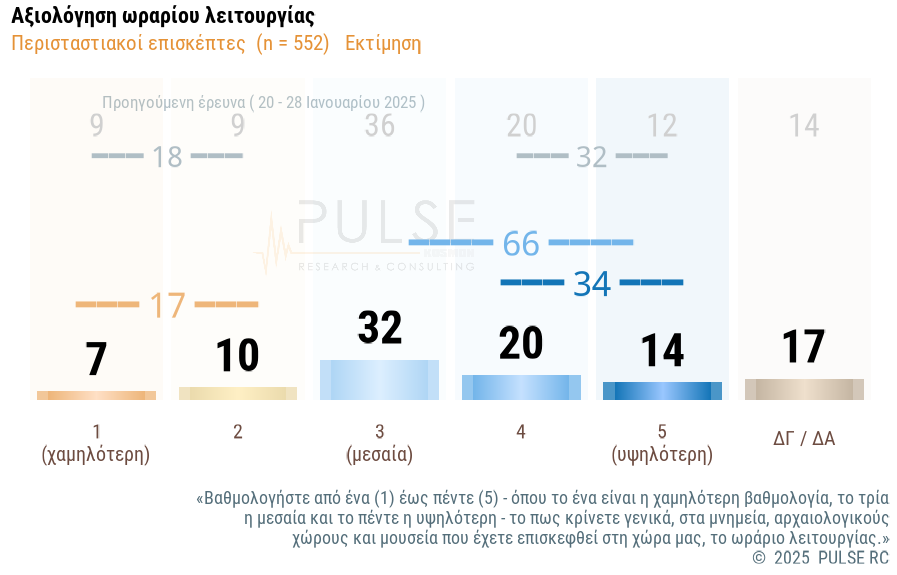 Αξιολόγηση ωραρίου λειτουργίας
Περισταστιακοί επισκέπτες (n = 552) Εκτίμηση
Προηγούμενη έρευνα ( 20 - 28 Ιανουαρίου 2025 )
9 9 36 20 12 14
18 32
PULSE
66
RESEARCH & CONSULTING
34
17
7 10 32 20 14 17
1 2 3 4 5 ΔΓ / ΔΑ
(χαμηλότερη) (μεσαία) (υψηλότερη)
«Βαθμολογήστε από ένα (1) έως πέντε (5) - όπου το ένα είναι η χαμηλότερη βαθμολογία, το τρία
η μεσαία και το πέντε η υψηλότερη - το πως κρίνετε γενικά, στα μνημεία, αρχαιολογικούς
χώρους και μουσεία που έχετε επισκεφθεί στη χώρα μας, το ωράριο λειτουργίας.»
© 2025 PULSE RC